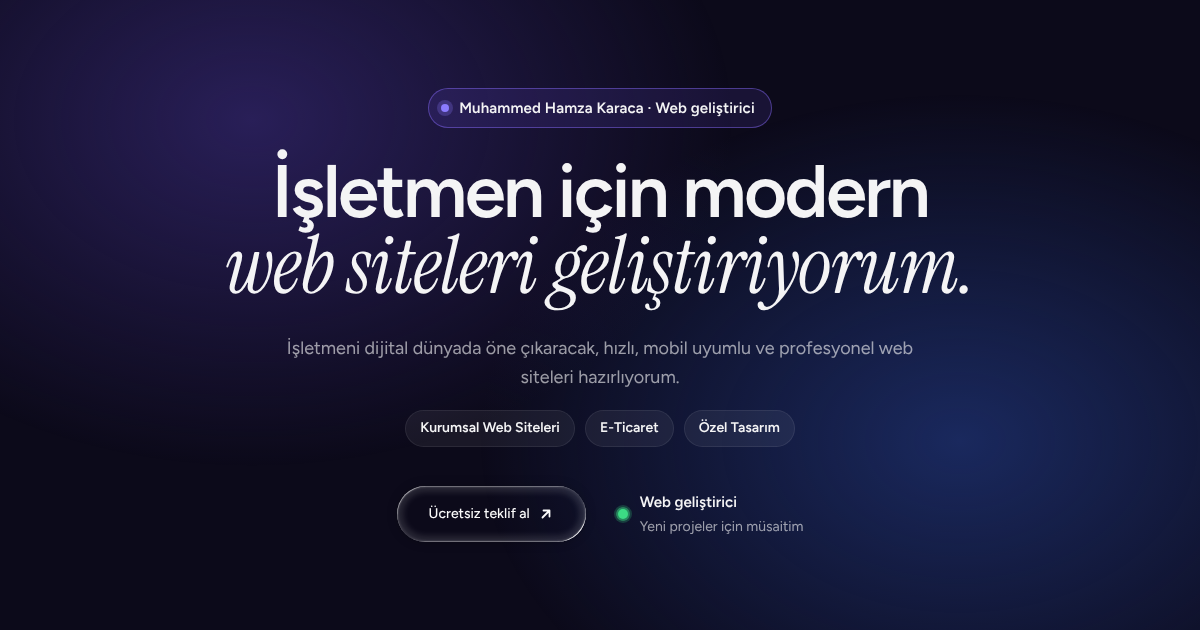 Muhammed Hamza Karaca · Web geliştirici
İşletmen için modern
web siteleri geliştiriyorum.
İşletmeni dijital dünyada öne çıkaracak, hızlı, mobil uyumlu ve profesyonel web
siteleri hazırlıyorum.
Kurumsal Web Siteleri
E-Ticaret
Özel Tasarım
Ücretsiz teklif al
Web geliştirici
Yeni projeler için müsaitim